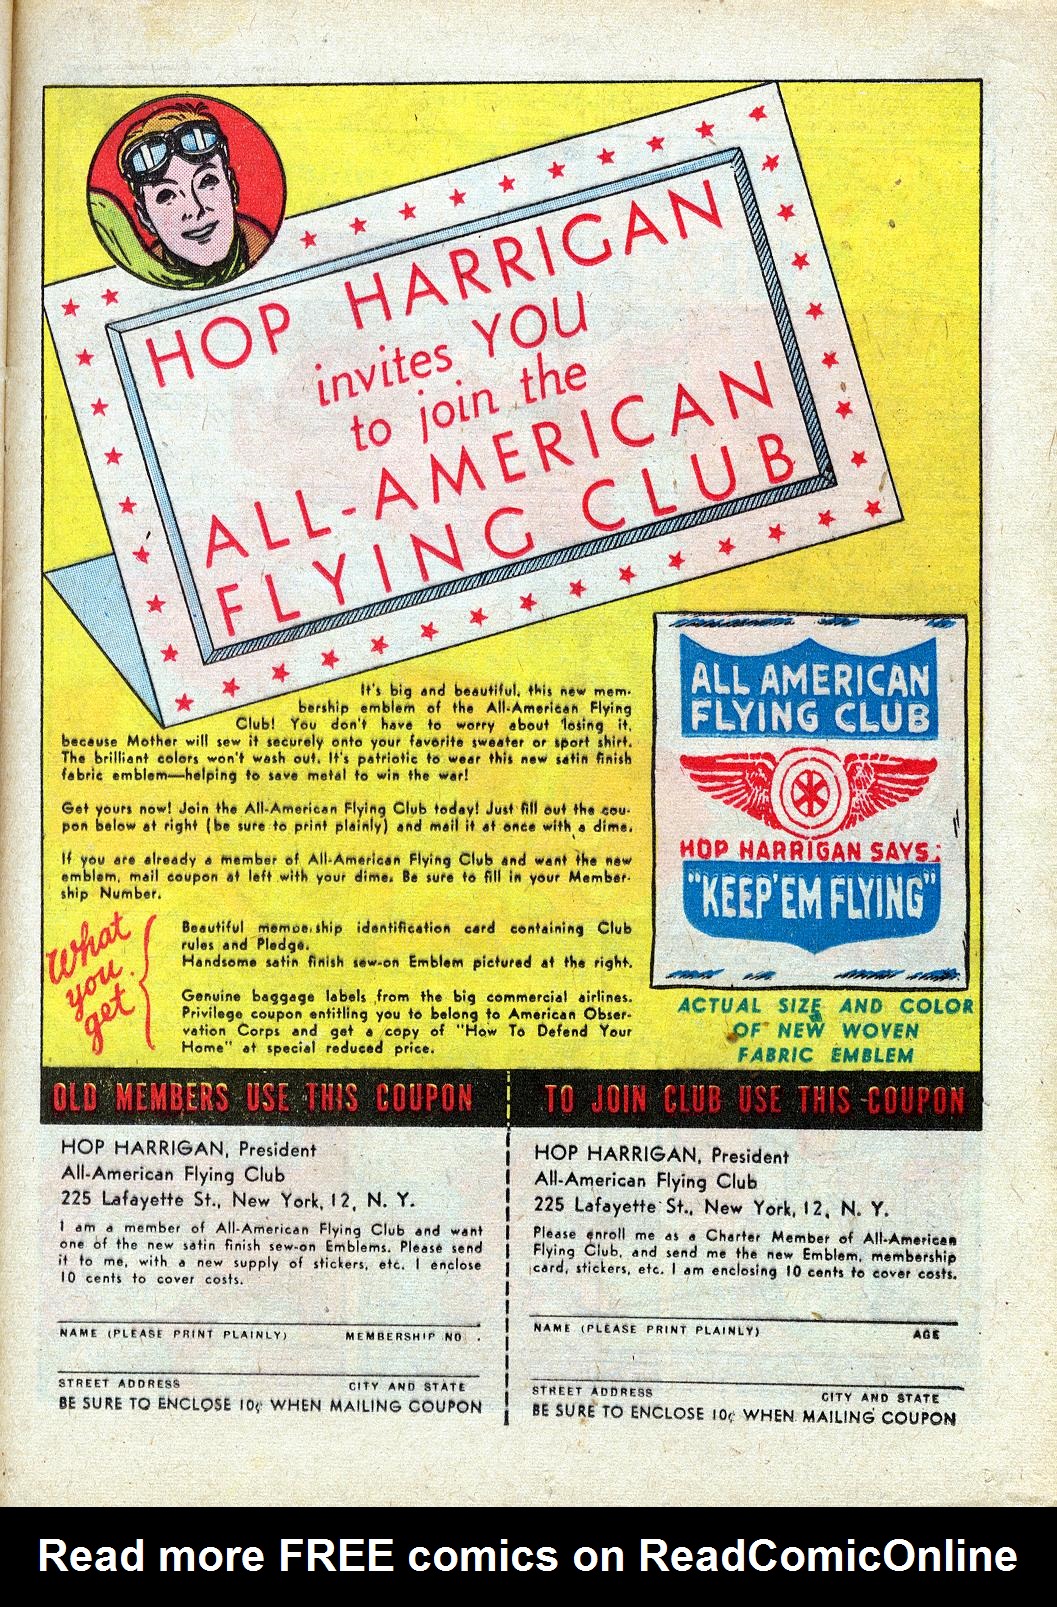 HOP HARRIGAN
invites YOU
to join the
ALL-AMERICAN
FLYING CLUB
It's big and beautiful, this new mem-
bership emblem of the All-American Flying
Club! You don't have to worry about losing it,
because Mother will sew it securely onto your favorite sweater or sport shirt.
The brilliant colors won't wash out. It's patriotic to wear this new satin finish
fabric emblem—helping to save metal to win the war!
Get yours now! Join the All-American Flying Club today! Just fill out the cou-
pon below at right (be sure to print plainly) and mail it at once with a dime.
If you are already a member of All-American Flying Club and want the new
emblem, mail coupon at left with your dime. Be sure to fill in your Member-
ship Number.
What
you
get
Beautiful membership identification card containing Club
rules and Pledge.
Handsome satin finish sew-on Emblem pictured at the right.
Genuine baggage labels from the big commercial airlines.
Privilege coupon entitling you to belong to American Obser-
vation Corps and get a copy of "How To Defend Your
Home" at special reduced price.
ALL AMERICAN
FLYING CLUB
HOP HARRIGAN SAYS:
"KEEP 'EM FLYING"
ACTUAL SIZE AND COLOR
OF NEW WOVEN
FABRIC EMBLEM
OLD MEMBERS USE THIS COUPON
HOP HARRIGAN, President
All-American Flying Club
225 Lafayette St., New York, 12, N. Y.
I am a member of All-American Flying Club and want
one of the new satin finish sew-on Emblems. Please send
it to me, with a new supply of stickers, etc. I enclose
10 cents to cover costs.
NAME (PLEASE PRINT PLAINLY) MEMBERSHIP NO.
STREET ADDRESS CITY AND STATE
BE SURE TO ENCLOSE 10¢ WHEN MAILING COUPON
TO JOIN CLUB USE THIS COUPON
HOP HARRIGAN, President
All-American Flying Club
225 Lafayette St., New York, 12, N. Y.
Please enroll me as a Charter Member of All-American
Flying Club, and send me the new Emblem, membership
card, stickers, etc. I am enclosing 10 cents to cover costs.
NAME (PLEASE PRINT PLAINLY) AGE
STREET ADDRESS CITY AND STATE
BE SURE TO ENCLOSE 10¢ WHEN MAILING COUPON
Read more FREE comics on ReadComicOnline